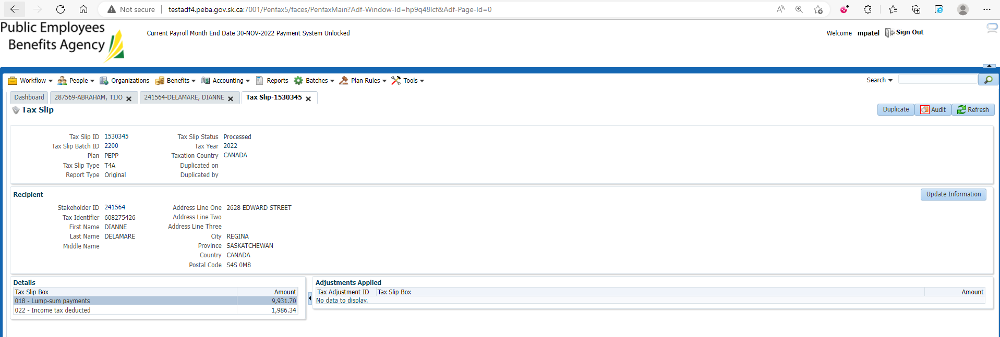 Not secure | testadf4.peba.gov.sk.ca:7001/Penfax5/faces/PenfaxMain?Adf-Window-Id=hp9q48lcf&Adf-Page-Id=0
Public Employees
Benefits Agency
Current Payroll Month End Date 30-NOV-2022 Payment System Unlocked
Welcome mpatel Sign Out
Workflow People Organizations Benefits Accounting Reports Batches Plan Rules Tools Search
Dashboard 287569-ABRAHAM, TIJO 241564-DELAMARE, DIANNE Tax Slip-1530345
Tax Slip Duplicate Audit Refresh
Tax Slip ID 1530345 Tax Slip Status Processed
Tax Slip Batch ID 2200 Tax Year 2022
Plan PEPP Taxation Country CANADA
Tax Slip Type T4A Duplicated on
Report Type Original Duplicated by
Recipient Update Information
Stakeholder ID 241564 Address Line One 2628 EDWARD STREET
Tax Identifier 608275426 Address Line Two
First Name DIANNE Address Line Three
Last Name DELAMARE City REGINA
Middle Name Province SASKATCHEWAN
Country CANADA
Postal Code S4S 0M8
Details Adjustments Applied
Tax Slip Box Amount Tax Adjustment ID Tax Slip Box Amount
018 - Lump-sum payments 9,931.70 No data to display.
022 - Income tax deducted 1,986.34